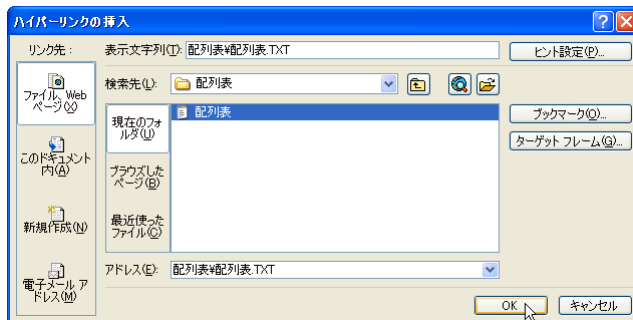 ハイパーリンクの挿入
リンク先：
表示文字列(T): 配列表¥配列表.TXT
ヒント設定(P)...
ファイル、Web
ページ(X)
検索先(L): 配列表
現在のフォ
ルダ(U)
配列表
ブックマーク(O)...
ターゲット フレーム(G)...
このドキュメント
内(A)
ブラウズした
ページ(B)
新規作成(N)
最近使った
ファイル(C)
アドレス(E): 配列表¥配列表.TXT
電子メール ア
ドレス(M)
OK
キャンセル